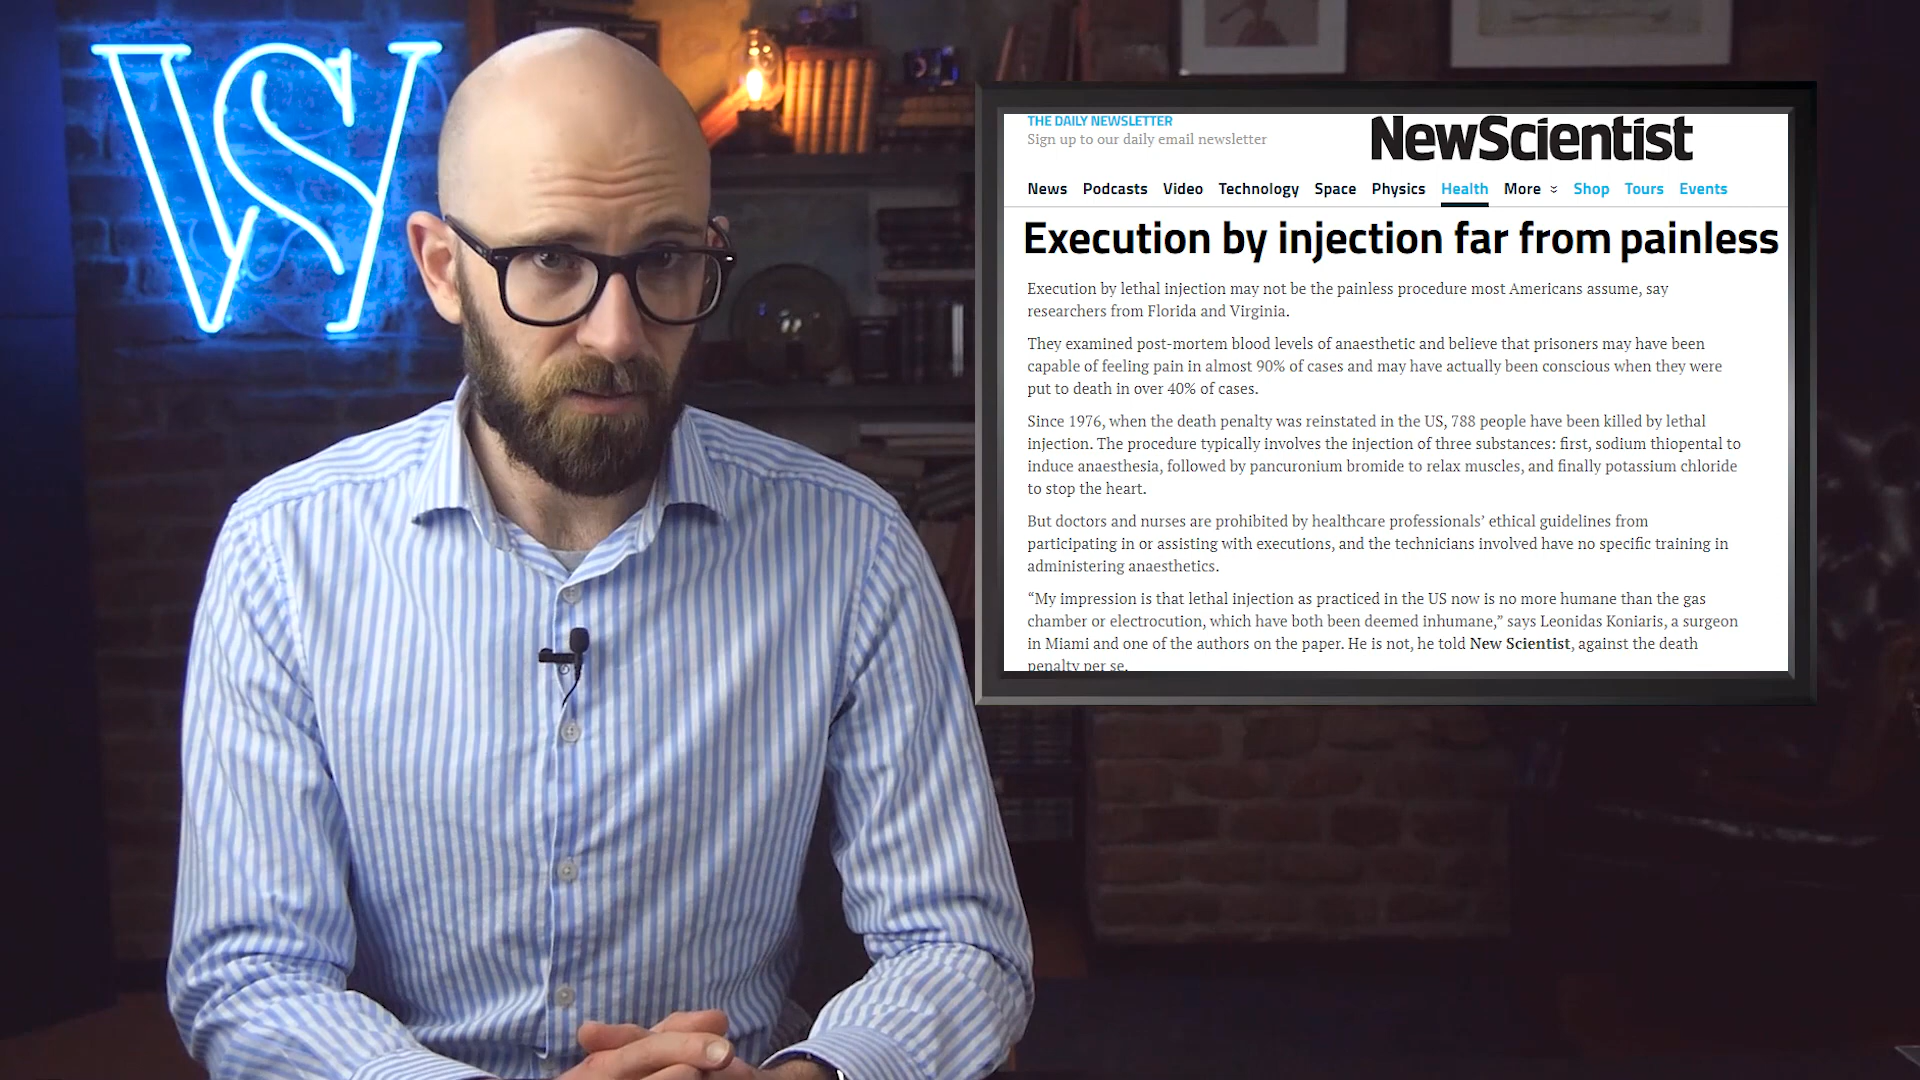 WS
THE DAILY NEWSLETTER
Sign up to our daily email newsletter
NewScientist
News Podcasts Video Technology Space Physics Health More Shop Tours Events
Execution by injection far from painless
Execution by lethal injection may not be the painless procedure most Americans assume, say
researchers from Florida and Virginia.
They examined post-mortem blood levels of anaesthetic and believe that prisoners may have been
capable of feeling pain in almost 90% of cases and may have actually been conscious when they were
put to death in over 40% of cases.
Since 1976, when the death penalty was reinstated in the US, 788 people have been killed by lethal
injection. The procedure typically involves the injection of three substances: first, sodium thiopental to
induce anaesthesia, followed by pancuronium bromide to relax muscles, and finally potassium chloride
to stop the heart.
But doctors and nurses are prohibited by healthcare professionals’ ethical guidelines from
participating in or assisting with executions, and the technicians involved have no specific training in
administering anaesthetics.
“My impression is that lethal injection as practiced in the US now is no more humane than the gas
chamber or electrocution, which have both been deemed inhumane,” says Leonidas Koniaris, a surgeon
in Miami and one of the authors on the paper. He is not, he told New Scientist, against the death
penalty per se.